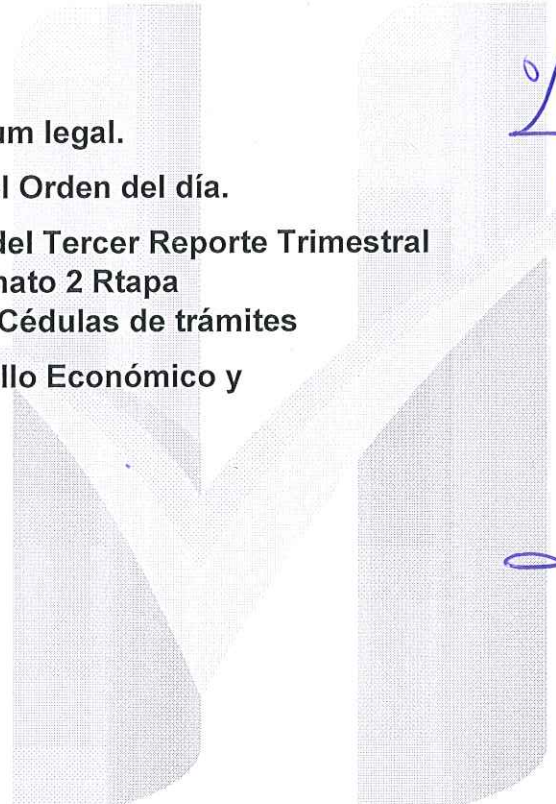 um legal.
l Orden del día.
del Tercer Reporte Trimestral
nato 2 Rtapa
Cédulas de trámites
llo Económico y